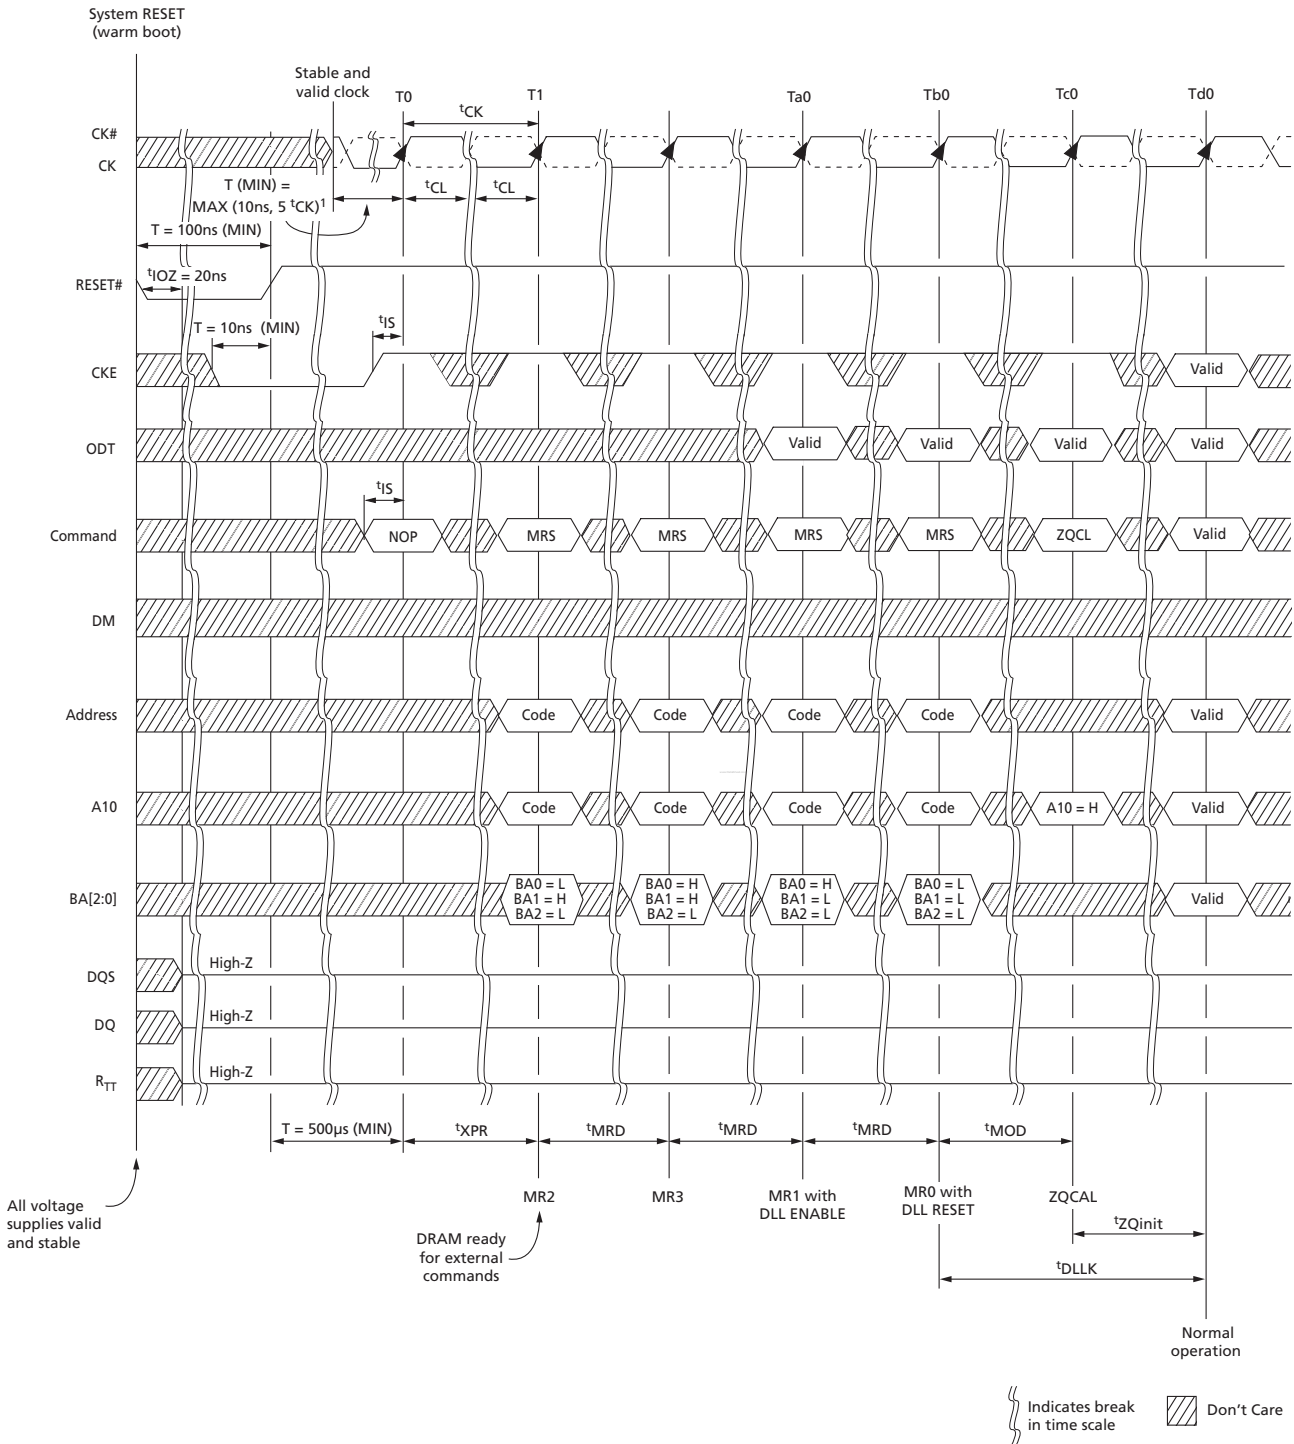 System RESET
(warm boot)
Stable and
valid clock
T0
T1
Ta0
Tb0
Tc0
Td0
tCK
CK#
CK
T (MIN) =
MAX (10ns, 5 tCK)1
tCL
tCL
T = 100ns (MIN)
tIOZ = 20ns
RESET#
T = 10ns (MIN)
tIS
CKE
Valid
ODT
Valid
Valid
Valid
Valid
tIS
Command
NOP
MRS
MRS
MRS
MRS
ZQCL
Valid
DM
Address
Code
Code
Code
Code
Valid
A10
Code
Code
Code
Code
A10 = H
Valid
BA[2:0]
BA0 = L
BA1 = H
BA2 = L
BA0 = H
BA1 = H
BA2 = L
BA0 = H
BA1 = L
BA2 = L
BA0 = L
BA1 = L
BA2 = L
Valid
DQS
High-Z
DQ
High-Z
RTT
High-Z
T = 500µs (MIN)
tXPR
tMRD
tMRD
tMRD
tMOD
MR2
MR3
MR1 with
DLL ENABLE
MR0 with
DLL RESET
ZQCAL
All voltage
supplies valid
and stable
DRAM ready
for external
commands
tZQinit
tDLLK
Normal
operation
Indicates break
in time scale
Don't Care